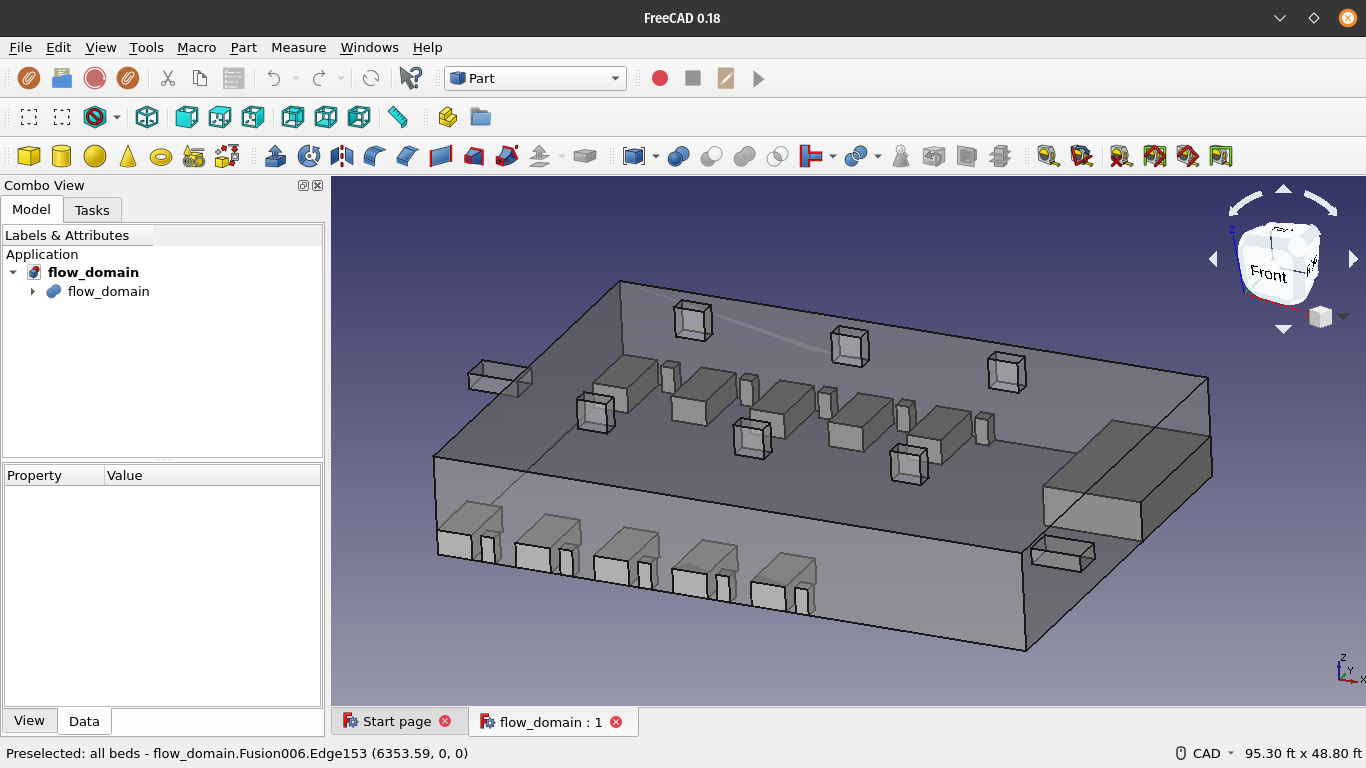 FreeCAD 0.18
File Edit View Tools Macro Part Measure Windows Help
Part
Combo View
Model Tasks
Labels & Attributes
Application
flow_domain
flow_domain
Property Value
View Data
Z
Front
Z
Y
X
Start page flow_domain : 1
Preselected: all beds - flow_domain.Fusion006.Edge153 (6353.59, 0, 0) CAD 95.30 ft x 48.80 ft